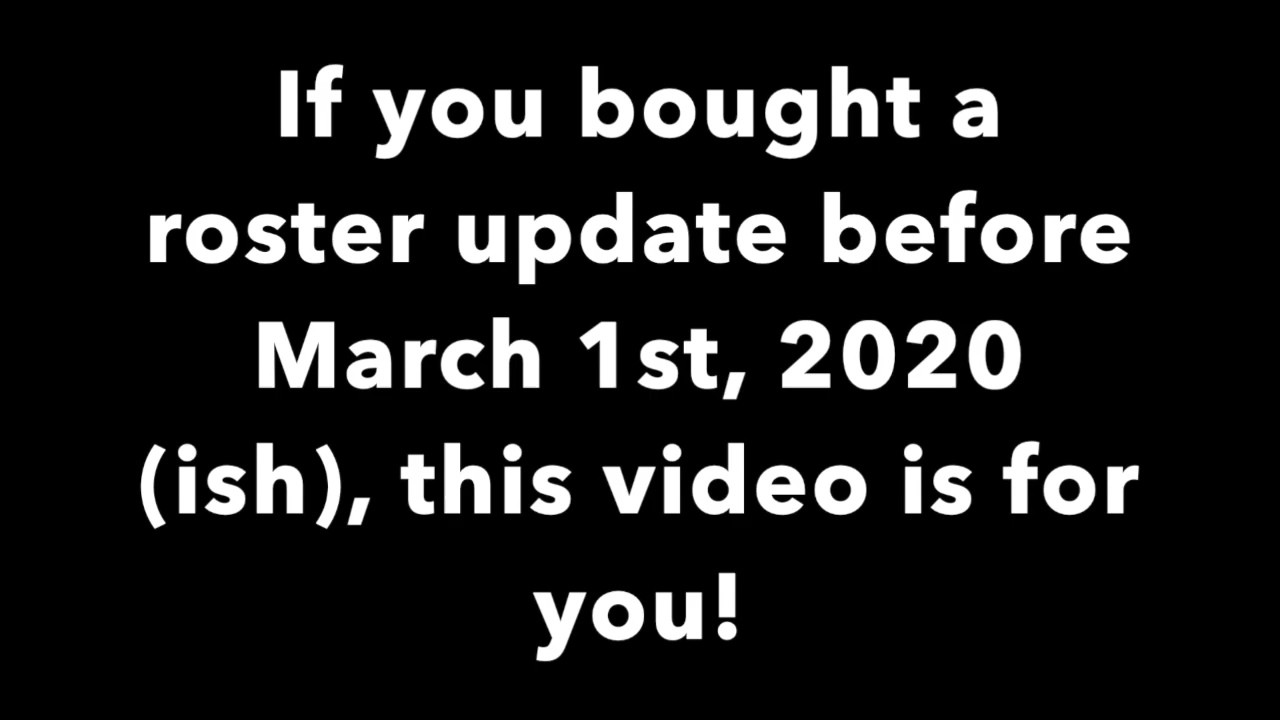 If you bought a
roster update before
March 1st, 2020
(ish), this video is for
you!